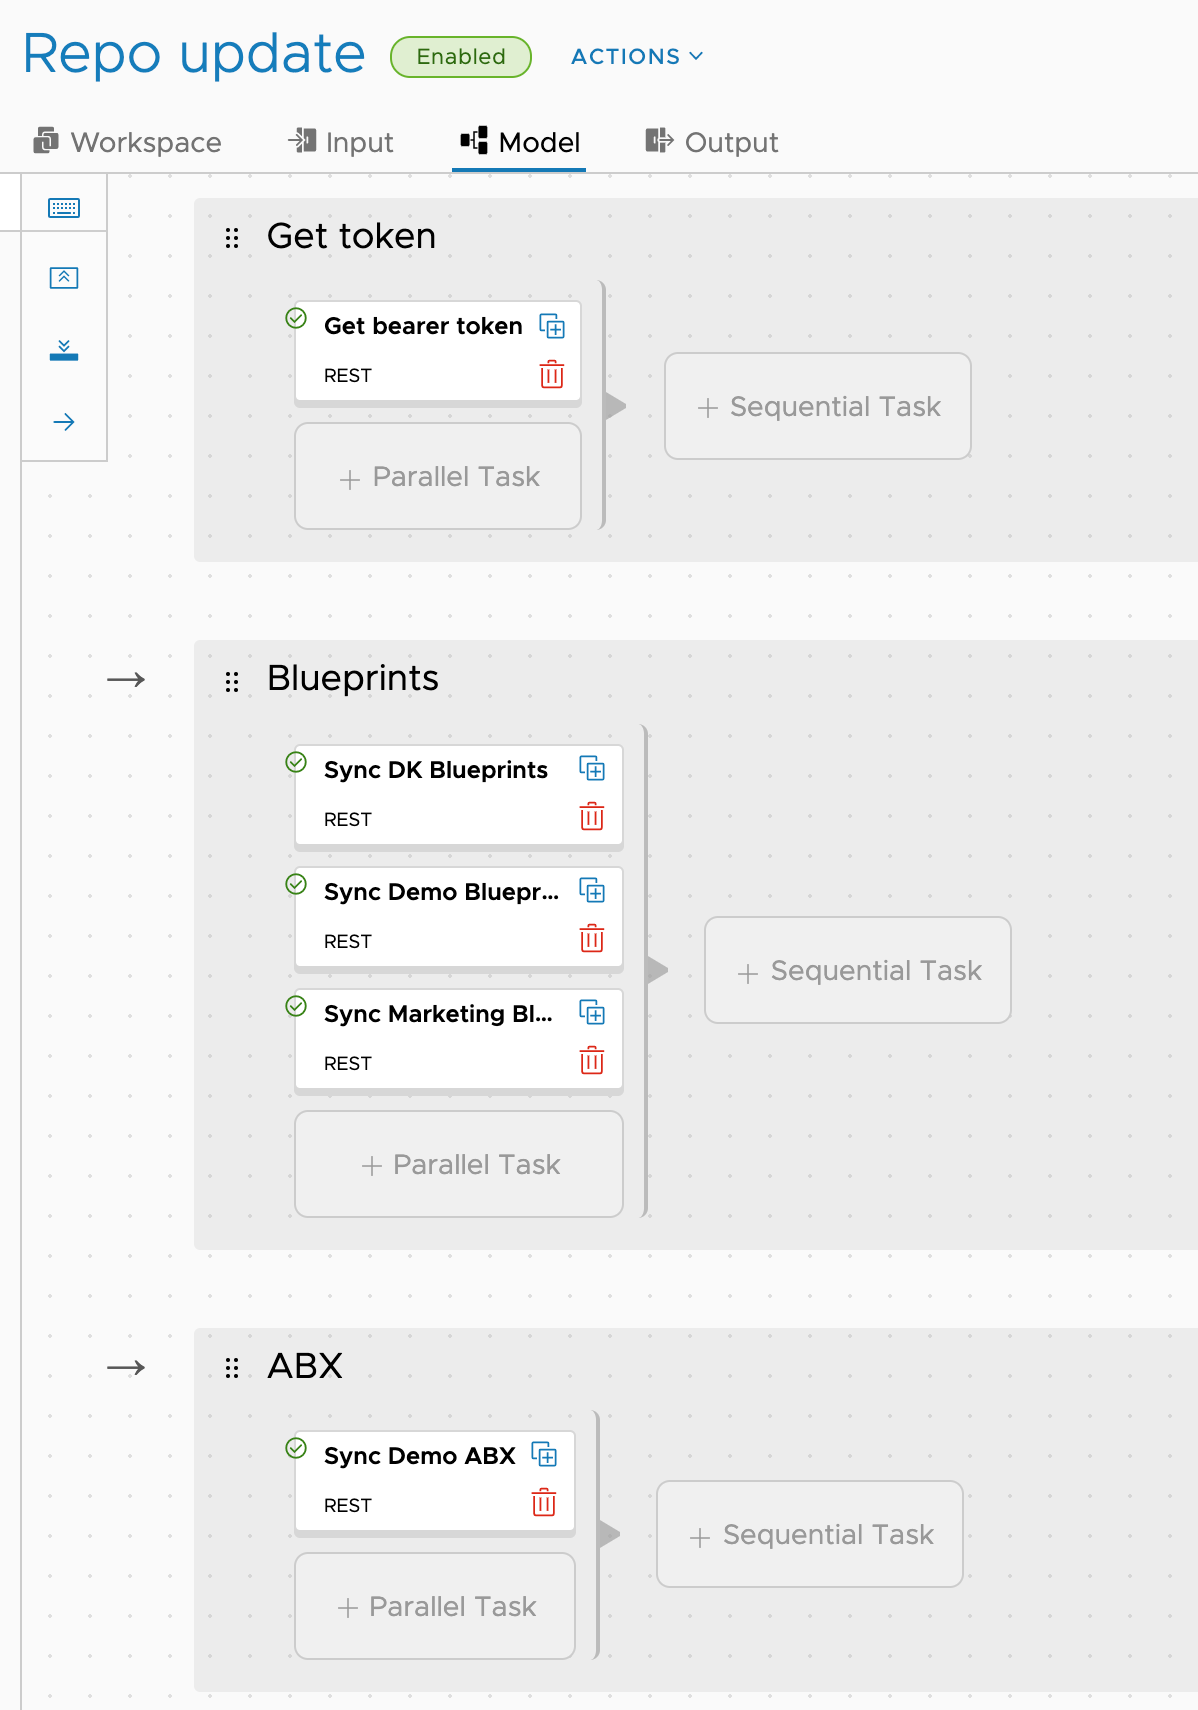 Repo update Enabled ACTIONS
Workspace Input Model Output
Get token
Get bearer token
REST
+ Sequential Task
+ Parallel Task
Blueprints
Sync DK Blueprints
REST
Sync Demo Bluepr...
REST
+ Sequential Task
Sync Marketing Bl...
REST
+ Parallel Task
ABX
Sync Demo ABX
REST
+ Sequential Task
+ Parallel Task